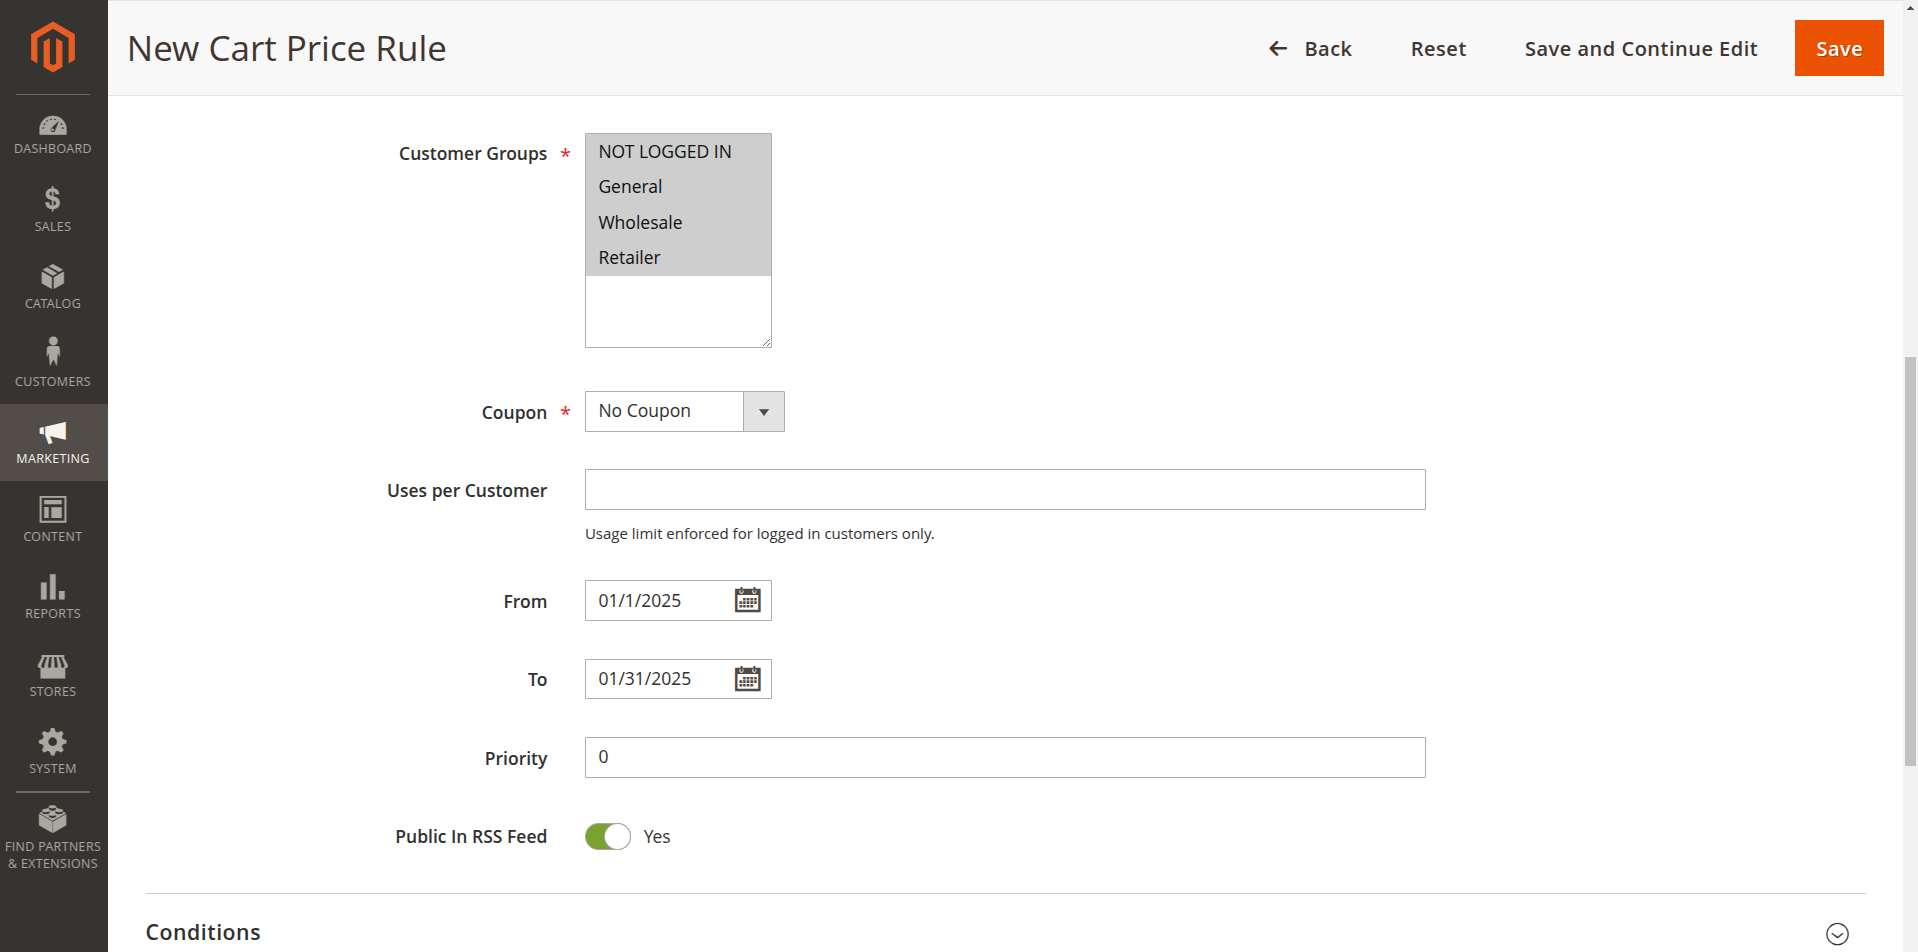 New Cart Price Rule
Back
Reset
Save and Continue Edit
Save
DASHBOARD
SALES
CATALOG
CUSTOMERS
MARKETING
CONTENT
REPORTS
STORES
SYSTEM
FIND PARTNERS
& EXTENSIONS
Customer Groups *
NOT LOGGED IN
General
Wholesale
Retailer
Coupon *
No Coupon
Uses per Customer
Usage limit enforced for logged in customers only.
From
01/1/2025
To
01/31/2025
Priority
0
Public In RSS Feed
Yes
Conditions